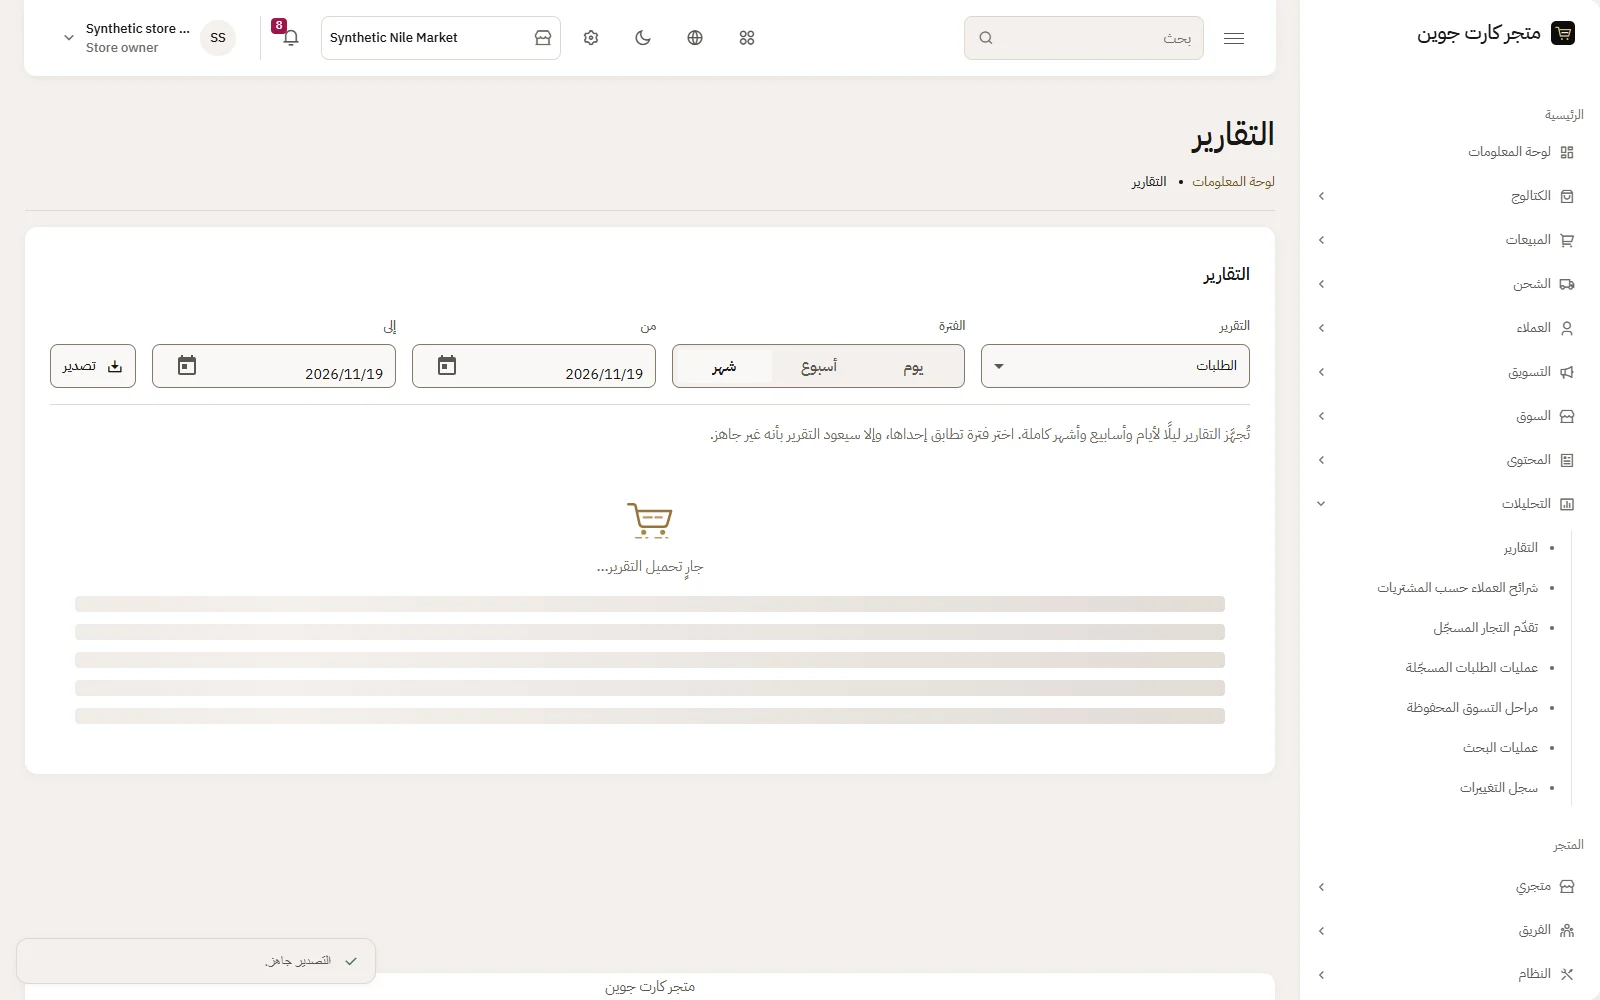 متجر كارت جوين
الرئيسية
لوحة المعلومات
الكتالوج
المبيعات
الشحن
العملاء
التسويق
السوق
المحتوى
التحليلات
التقارير
شرائح العملاء حسب المشتريات
تقدّم التجار المسجّل
عمليات الطلبات المسجّلة
مراحل التسوق المحفوظة
عمليات البحث
سجل التغييرات
المتجر
متجري
الفريق
النظام
بحث
Synthetic Nile Market
8
SS
Synthetic store ...
Store owner
التقارير
لوحة المعلومات • التقارير
التقارير
التقرير
الطلبات
الفترة
يوم
أسبوع
شهر
من
2026/11/19
إلى
2026/11/19
تصدير
تُجهَّز التقارير ليلًا لأيام وأسابيع وأشهر كاملة. اختر فترة تطابق إحداها، وإلا سيعود التقرير بأنه غير جاهز.
جارٍ تحميل التقرير...
التصدير جاهز.
متجر كارت جوين